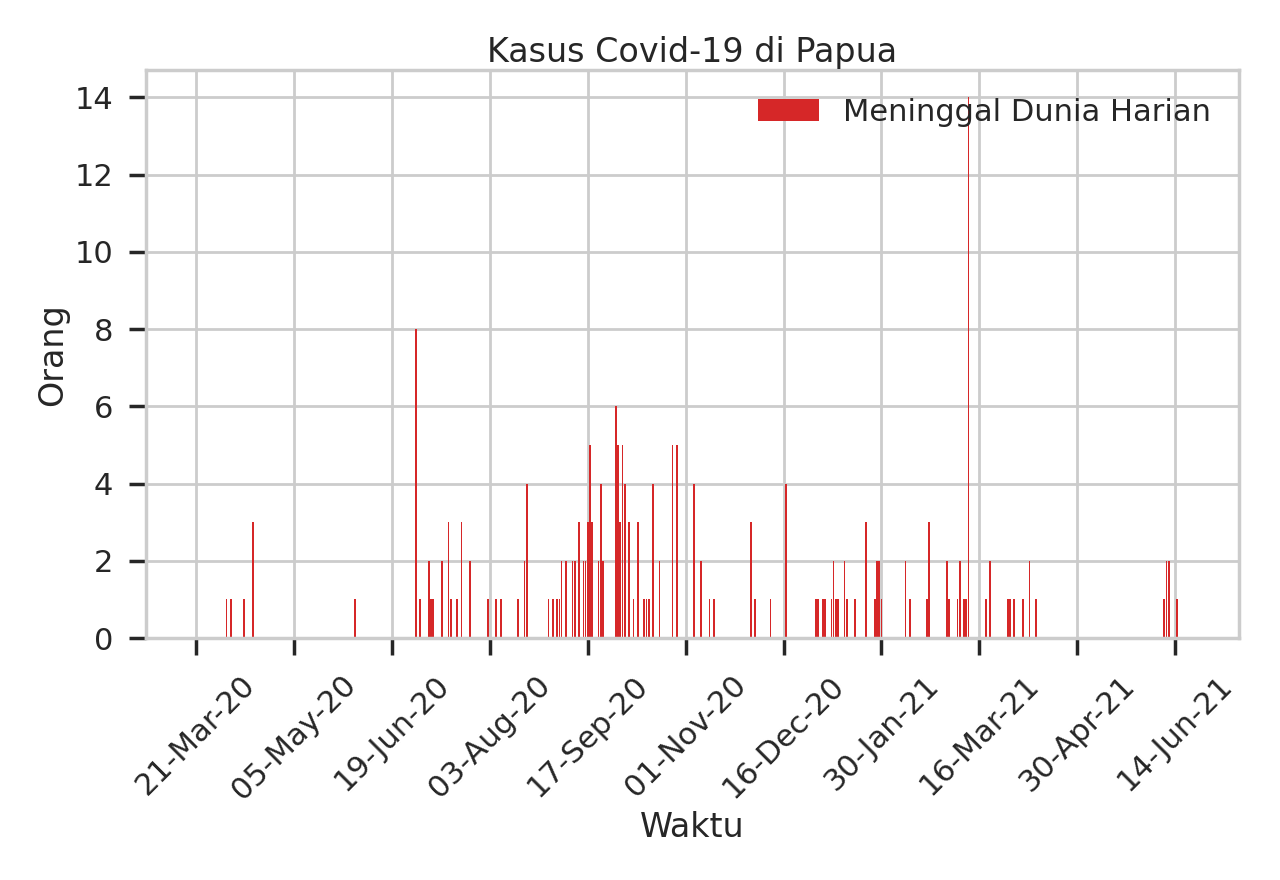 Kasus Covid-19 di Papua
Meninggal Dunia Harian
14
12
10
8
6
4
2
0
Orang
21-Mar-20
05-May-20
19-Jun-20
03-Aug-20
17-Sep-20
01-Nov-20
16-Dec-20
30-Jan-21
16-Mar-21
30-Apr-21
14-Jun-21
Waktu